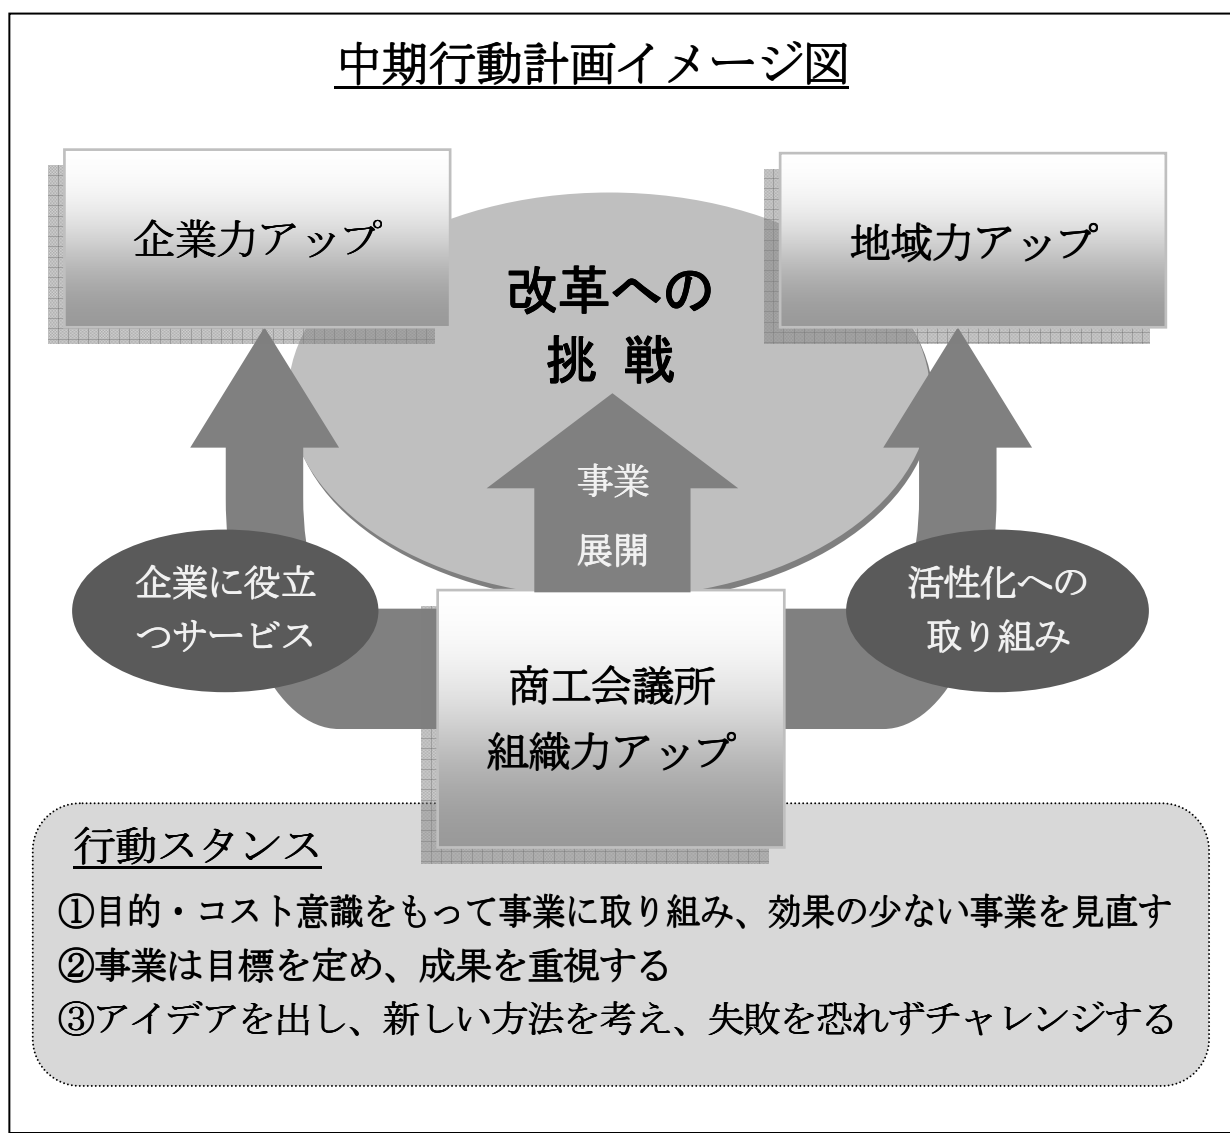 中期行動計画イメージ図
企業力アップ
地域力アップ
改革への
挑 戦
事業
展開
企業に役立
つサービス
活性化への
取り組み
商工会議所
組織力アップ
行動スタンス
①目的・コスト意識をもって事業に取り組み、効果の少ない事業を見直す
②事業は目標を定め、成果を重視する
③アイデアを出し、新しい方法を考え、失敗を恐れずチャレンジする